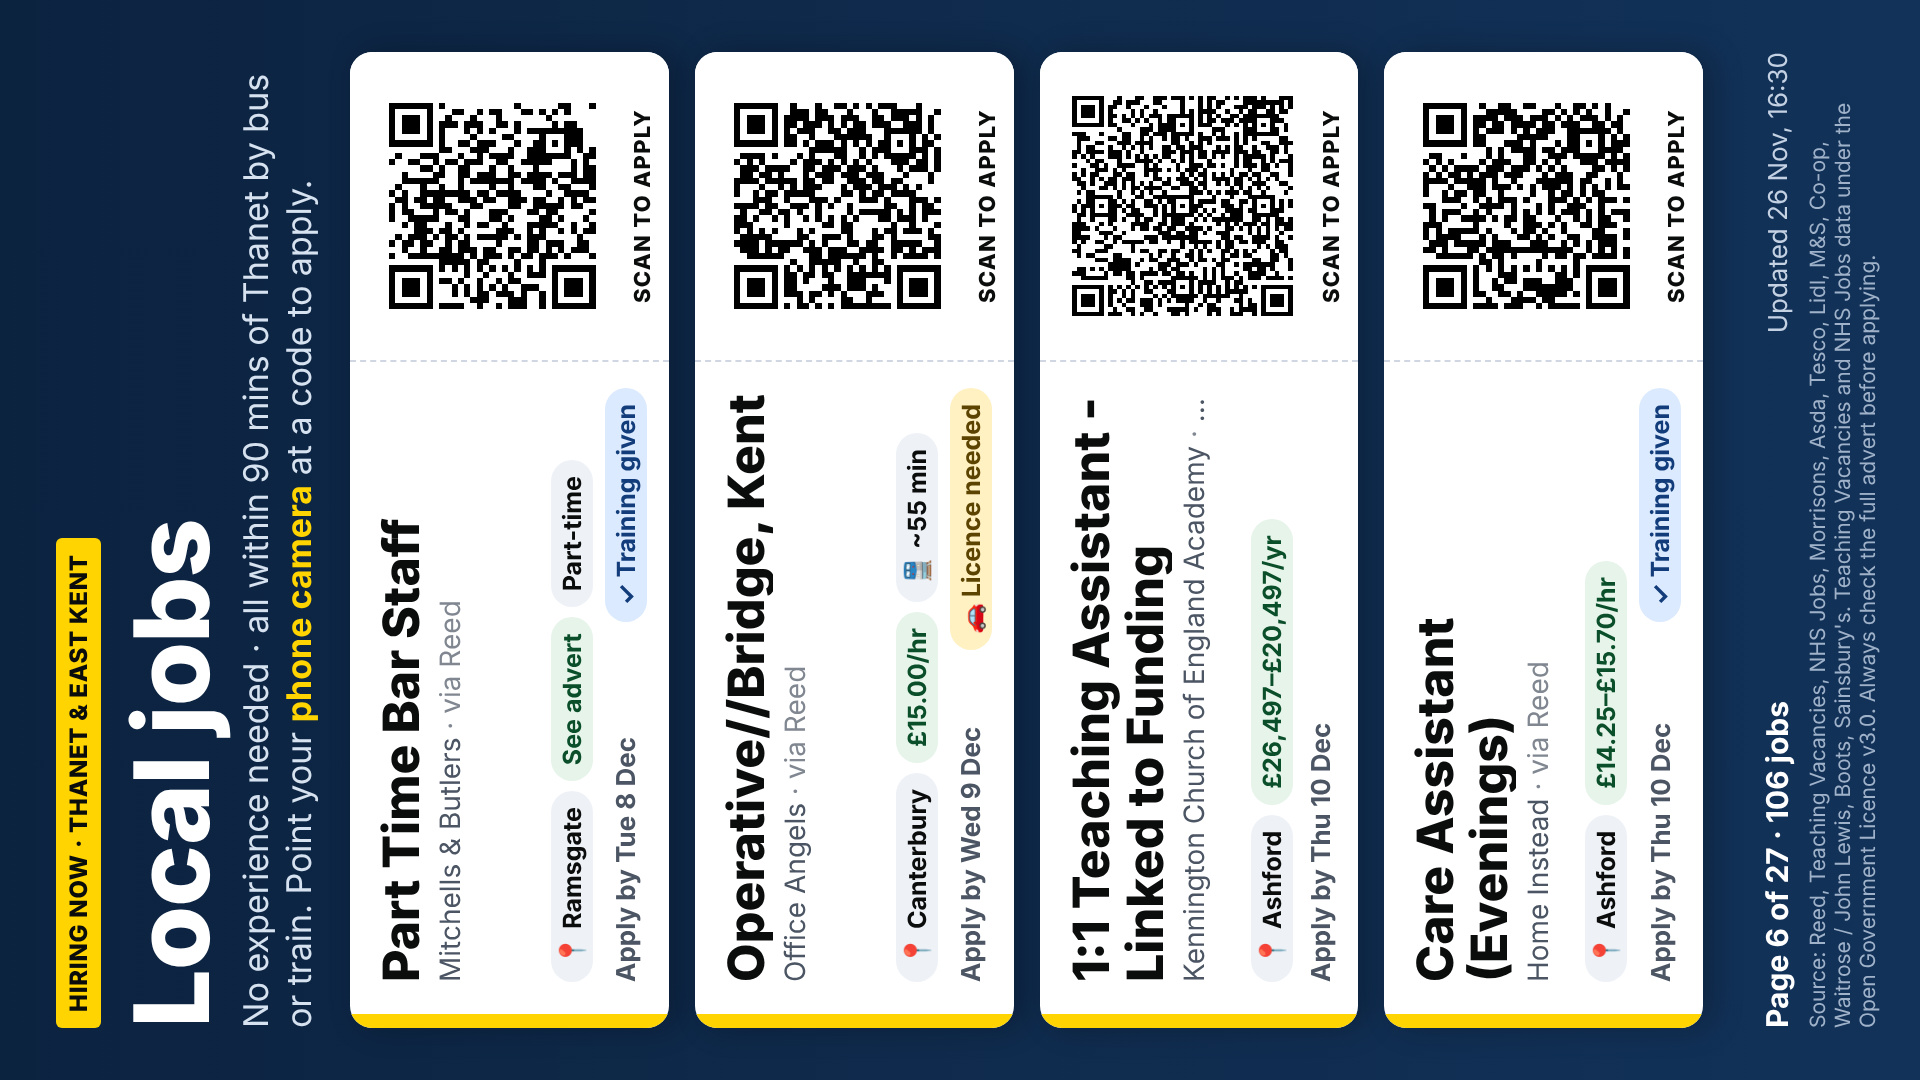 HIRING NOW · THANET & EAST KENT
Local jobs
No experience needed · all within 90 mins of Thanet by bus
or train. Point your phone camera at a code to apply.
Part Time Bar Staff
Mitchells & Butlers · via Reed
📍 Ramsgate
See advert
Part-time
Apply by Tue 8 Dec
✓ Training given
SCAN TO APPLY
Operative//Bridge, Kent
Office Angels · via Reed
📍 Canterbury
£15.00/hr
🚆 ~55 min
Apply by Wed 9 Dec
🚗 Licence needed
SCAN TO APPLY
1:1 Teaching Assistant -
Linked to Funding
Kennington Church of England Academy · …
📍 Ashford
£26,497–£20,497/yr
Apply by Thu 10 Dec
SCAN TO APPLY
Care Assistant
(Evenings)
Home Instead · via Reed
📍 Ashford
£14.25–£15.70/hr
Apply by Thu 10 Dec
✓ Training given
SCAN TO APPLY
Page 6 of 27 · 106 jobs
Updated 26 Nov, 16:30
Source: Reed, Teaching Vacancies, NHS Jobs, Morrisons, Asda, Tesco, Lidl, M&S, Co-op,
Waitrose / John Lewis, Boots, Sainsbury's. Teaching Vacancies and NHS Jobs data under the
Open Government Licence v3.0. Always check the full advert before applying.